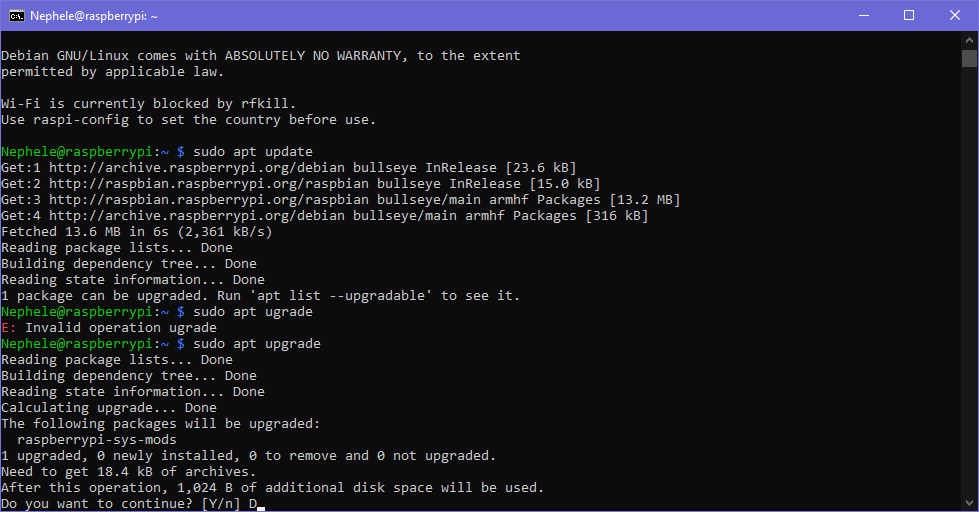 Nephele@raspberrypi: ~
Debian GNU/Linux comes with ABSOLUTELY NO WARRANTY, to the extent
permitted by applicable law.
Wi-Fi is currently blocked by rfkill.
Use raspi-config to set the country before use.
Nephele@raspberrypi:~ $ sudo apt update
Get:1 http://archive.raspberrypi.org/debian bullseye InRelease [23.6 kB]
Get:2 http://raspbian.raspberrypi.org/raspbian bullseye InRelease [15.0 kB]
Get:3 http://raspbian.raspberrypi.org/raspbian bullseye/main armhf Packages [13.2 MB]
Get:4 http://archive.raspberrypi.org/debian bullseye/main armhf Packages [316 kB]
Fetched 13.6 MB in 6s (2,361 kB/s)
Reading package lists... Done
Building dependency tree... Done
Reading state information... Done
1 package can be upgraded. Run 'apt list --upgradable' to see it.
Nephele@raspberrypi:~ $ sudo apt ugrade
E: Invalid operation ugrade
Nephele@raspberrypi:~ $ sudo apt upgrade
Reading package lists... Done
Building dependency tree... Done
Reading state information... Done
Calculating upgrade... Done
The following packages will be upgraded:
  raspberrypi-sys-mods
1 upgraded, 0 newly installed, 0 to remove and 0 not upgraded.
Need to get 18.4 kB of archives.
After this operation, 1,024 B of additional disk space will be used.
Do you want to continue? [Y/n] D